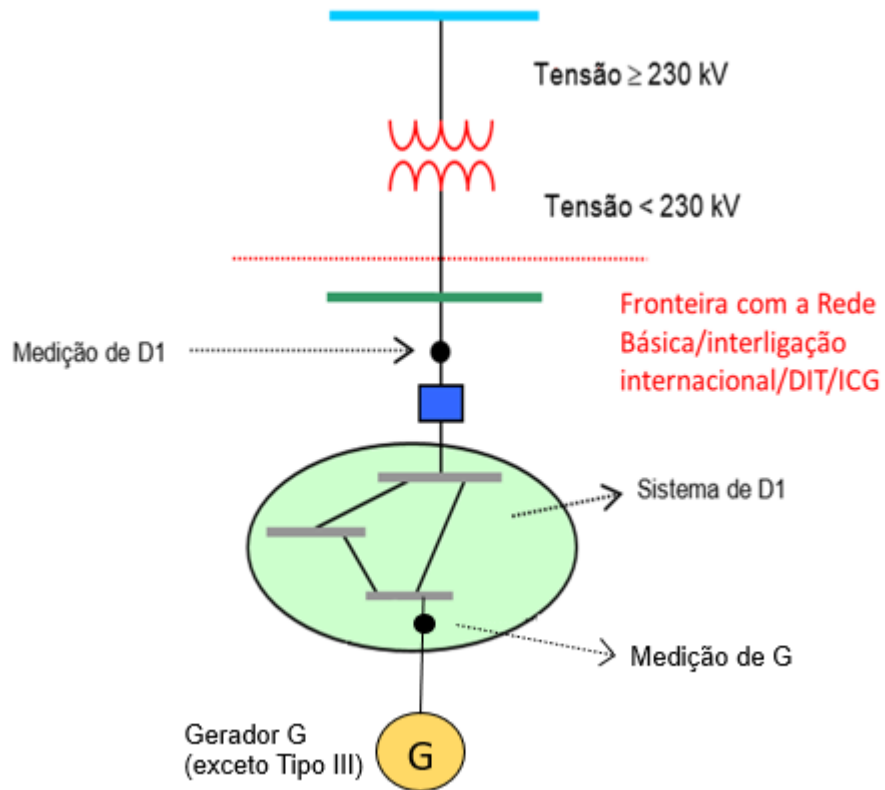 Tensão ≥ 230 kV
Tensão < 230 kV
Fronteira com a Rede
Básica/interligação
internacional/DIT/ICG
Medição de D1
Sistema de D1
Medição de G
Gerador G
(exceto Tipo III)
G